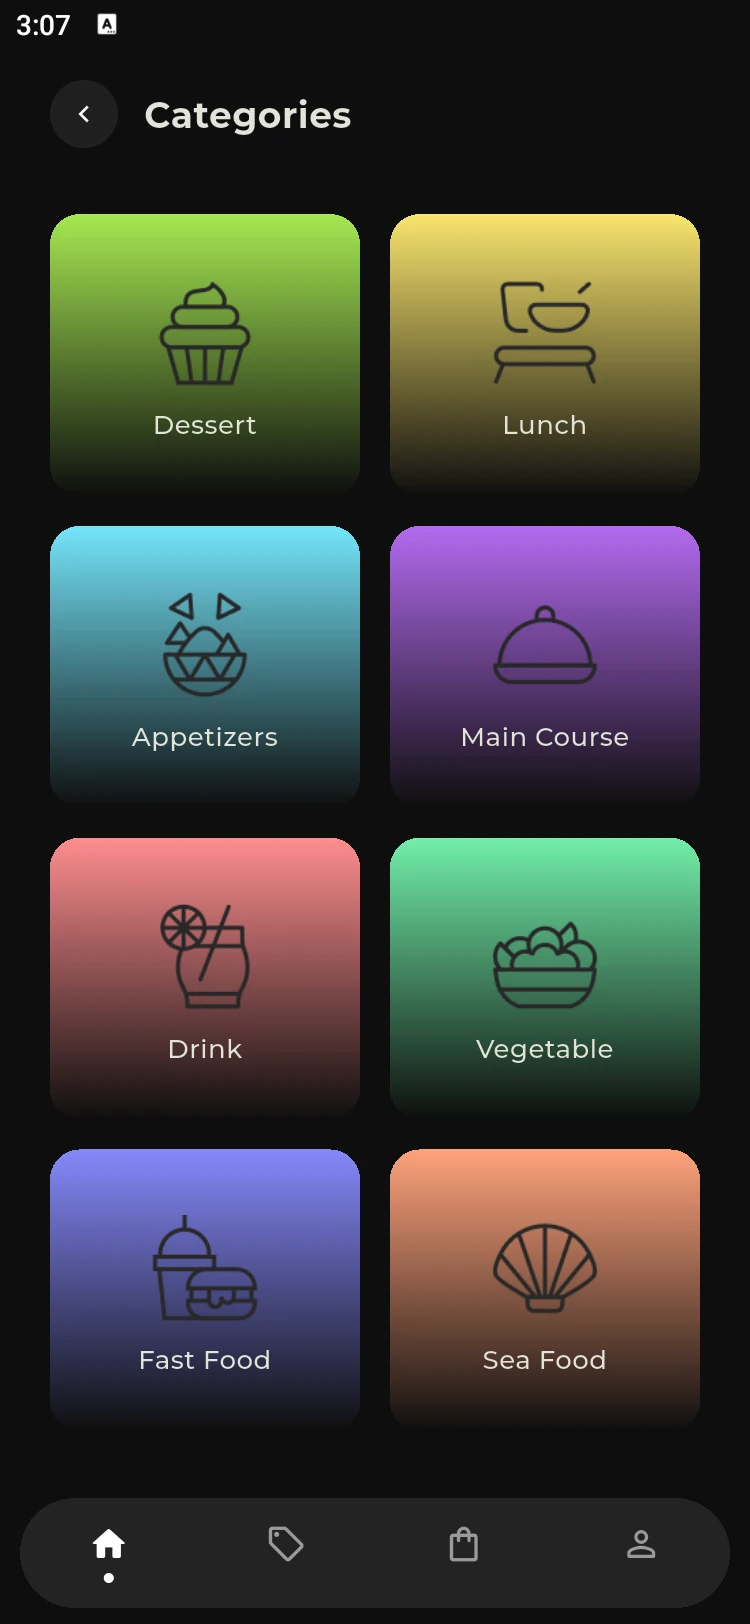 3:07
A
Categories
Dessert
Lunch
Appetizers
Main Course
Drink
Vegetable
Fast Food
Sea Food